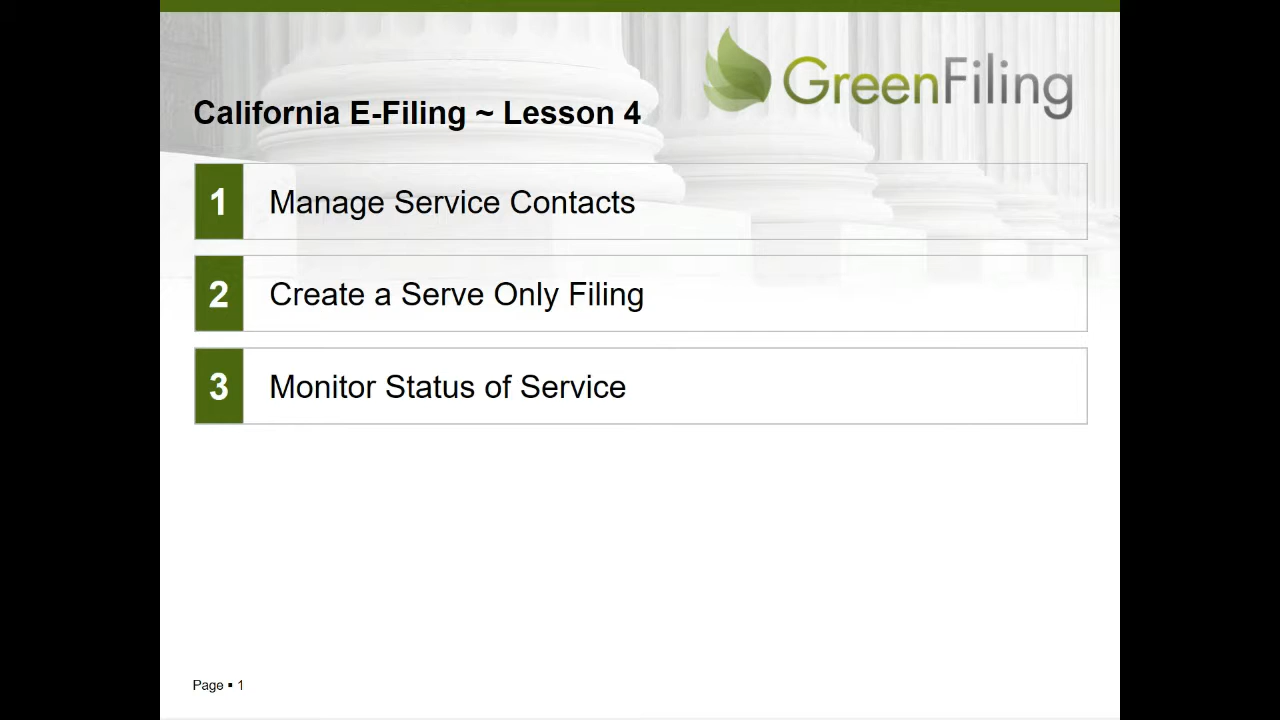 GreenFiling
California E-Filing ~ Lesson 4
1 Manage Service Contacts
2 Create a Serve Only Filing
3 Monitor Status of Service
Page ▪ 1